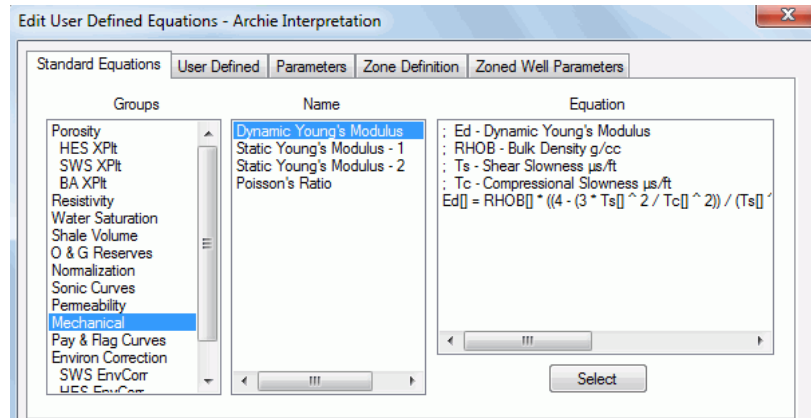 Edit User Defined Equations - Archie Interpretation
Standard Equations User Defined Parameters Zone Definition Zoned Well Parameters
Groups
Porosity
HES XPlt
SWS XPlt
BA XPlt
Resistivity
Water Saturation
Shale Volume
O & G Reserves
Normalization
Sonic Curves
Permeability
Mechanical
Pay & Flag Curves
Environ Correction
SWS EnvCorr
HES EnvCorr
Name
Dynamic Young's Modulus
Static Young's Modulus - 1
Static Young's Modulus - 2
Poisson's Ratio
Equation
; Ed - Dynamic Young's Modulus
; RHOB - Bulk Density g/cc
; Ts - Shear Slowness µs/ft
; Tc - Compressional Slowness µs/ft
Ed[] = RHOB[] * ((4 - (3 * Ts[] ^ 2 / Tc[] ^ 2)) / (Ts[] ^
Select